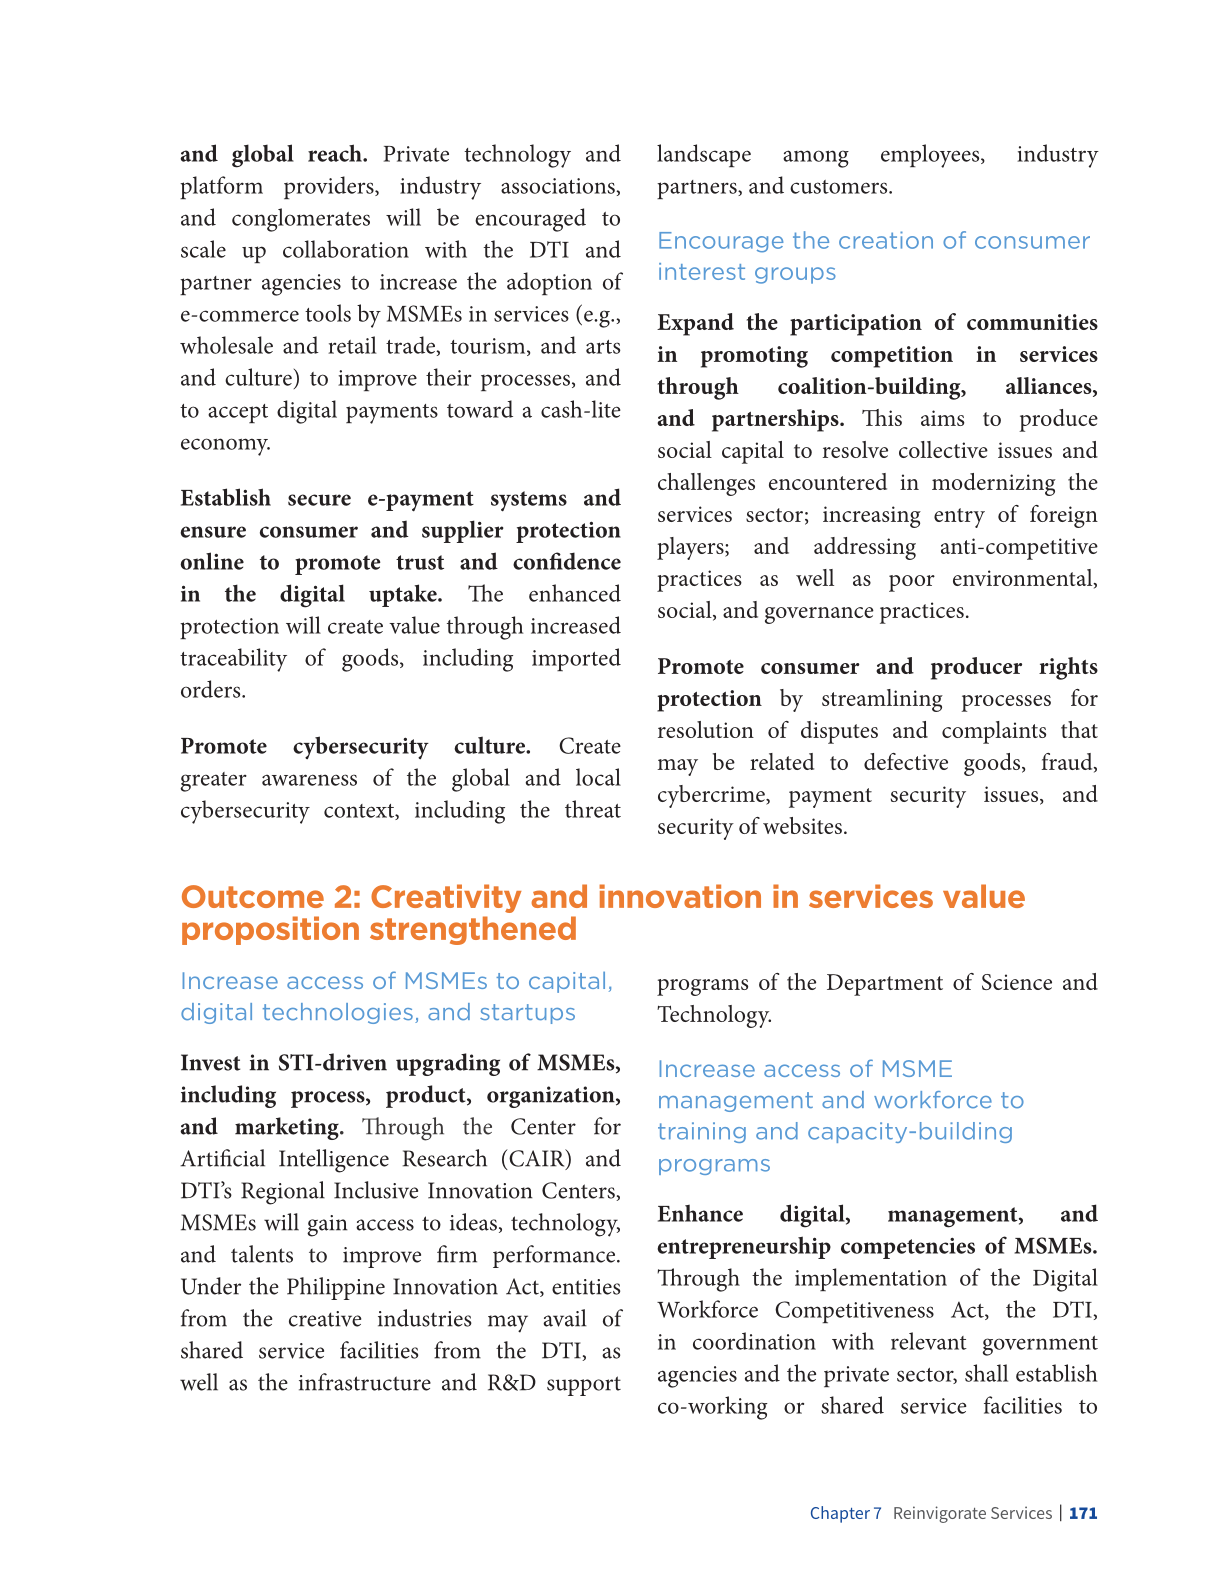 and global reach. Private technology and
platform providers, industry associations,
and conglomerates will be encouraged to
scale up collaboration with the DTI and
partner agencies to increase the adoption of
e-commerce tools by MSMEs in services (e.g.,
wholesale and retail trade, tourism, and arts
and culture) to improve their processes, and
to accept digital payments toward a cash-lite
economy.
Establish secure e-payment systems and
ensure consumer and supplier protection
online to promote trust and confidence
in the digital uptake. The enhanced
protection will create value through increased
traceability of goods, including imported
orders.
Promote cybersecurity culture. Create
greater awareness of the global and local
cybersecurity context, including the threat
landscape among employees, industry
partners, and customers.
Encourage the creation of consumer
interest groups
Expand the participation of communities
in promoting competition in services
through coalition-building, alliances,
and partnerships. This aims to produce
social capital to resolve collective issues and
challenges encountered in modernizing the
services sector; increasing entry of foreign
players; and addressing anti-competitive
practices as well as poor environmental,
social, and governance practices.
Promote consumer and producer rights
protection by streamlining processes for
resolution of disputes and complaints that
may be related to defective goods, fraud,
cybercrime, payment security issues, and
security of websites.
Outcome 2: Creativity and innovation in services value
proposition strengthened
Increase access of MSMEs to capital,
digital technologies, and startups
Invest in STI-driven upgrading of MSMEs,
including process, product, organization,
and marketing. Through the Center for
Artificial Intelligence Research (CAIR) and
DTI's Regional Inclusive Innovation Centers,
MSMEs will gain access to ideas, technology,
and talents to improve firm performance.
Under the Philippine Innovation Act, entities
from the creative industries may avail of
shared service facilities from the DTI, as
well as the infrastructure and R&D support
programs of the Department of Science and
Technology.
Increase access of MSME
management and workforce to
training and capacity-building
programs
Enhance digital, management, and
entrepreneurship competencies of MSMEs.
Through the implementation of the Digital
Workforce Competitiveness Act, the DTI,
in coordination with relevant government
agencies and the private sector, shall establish
co-working or shared service facilities to
Chapter 7 Reinvigorate Services | 171